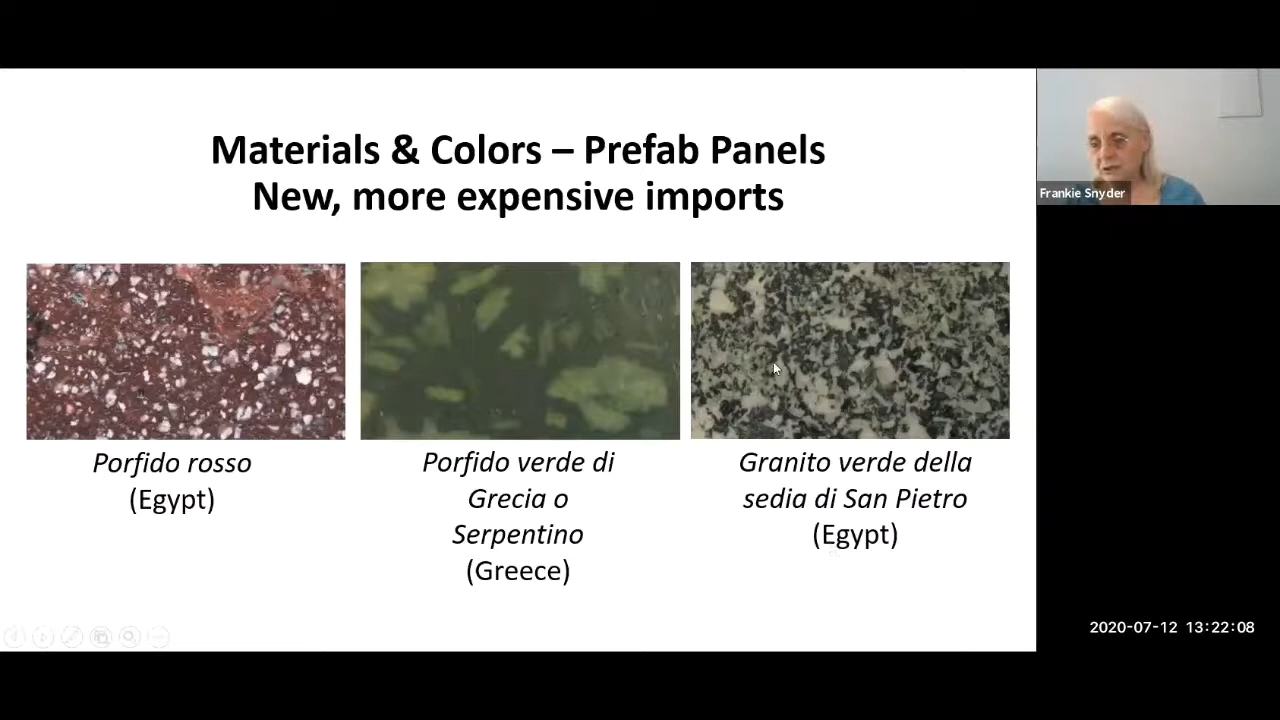 Materials & Colors – Prefab Panels
New, more expensive imports
Frankie Snyder
Porfido rosso
(Egypt)
Porfido verde di
Grecia o
Serpentino
(Greece)
Granito verde della
sedia di San Pietro
(Egypt)
2020-07-12 13:22:08